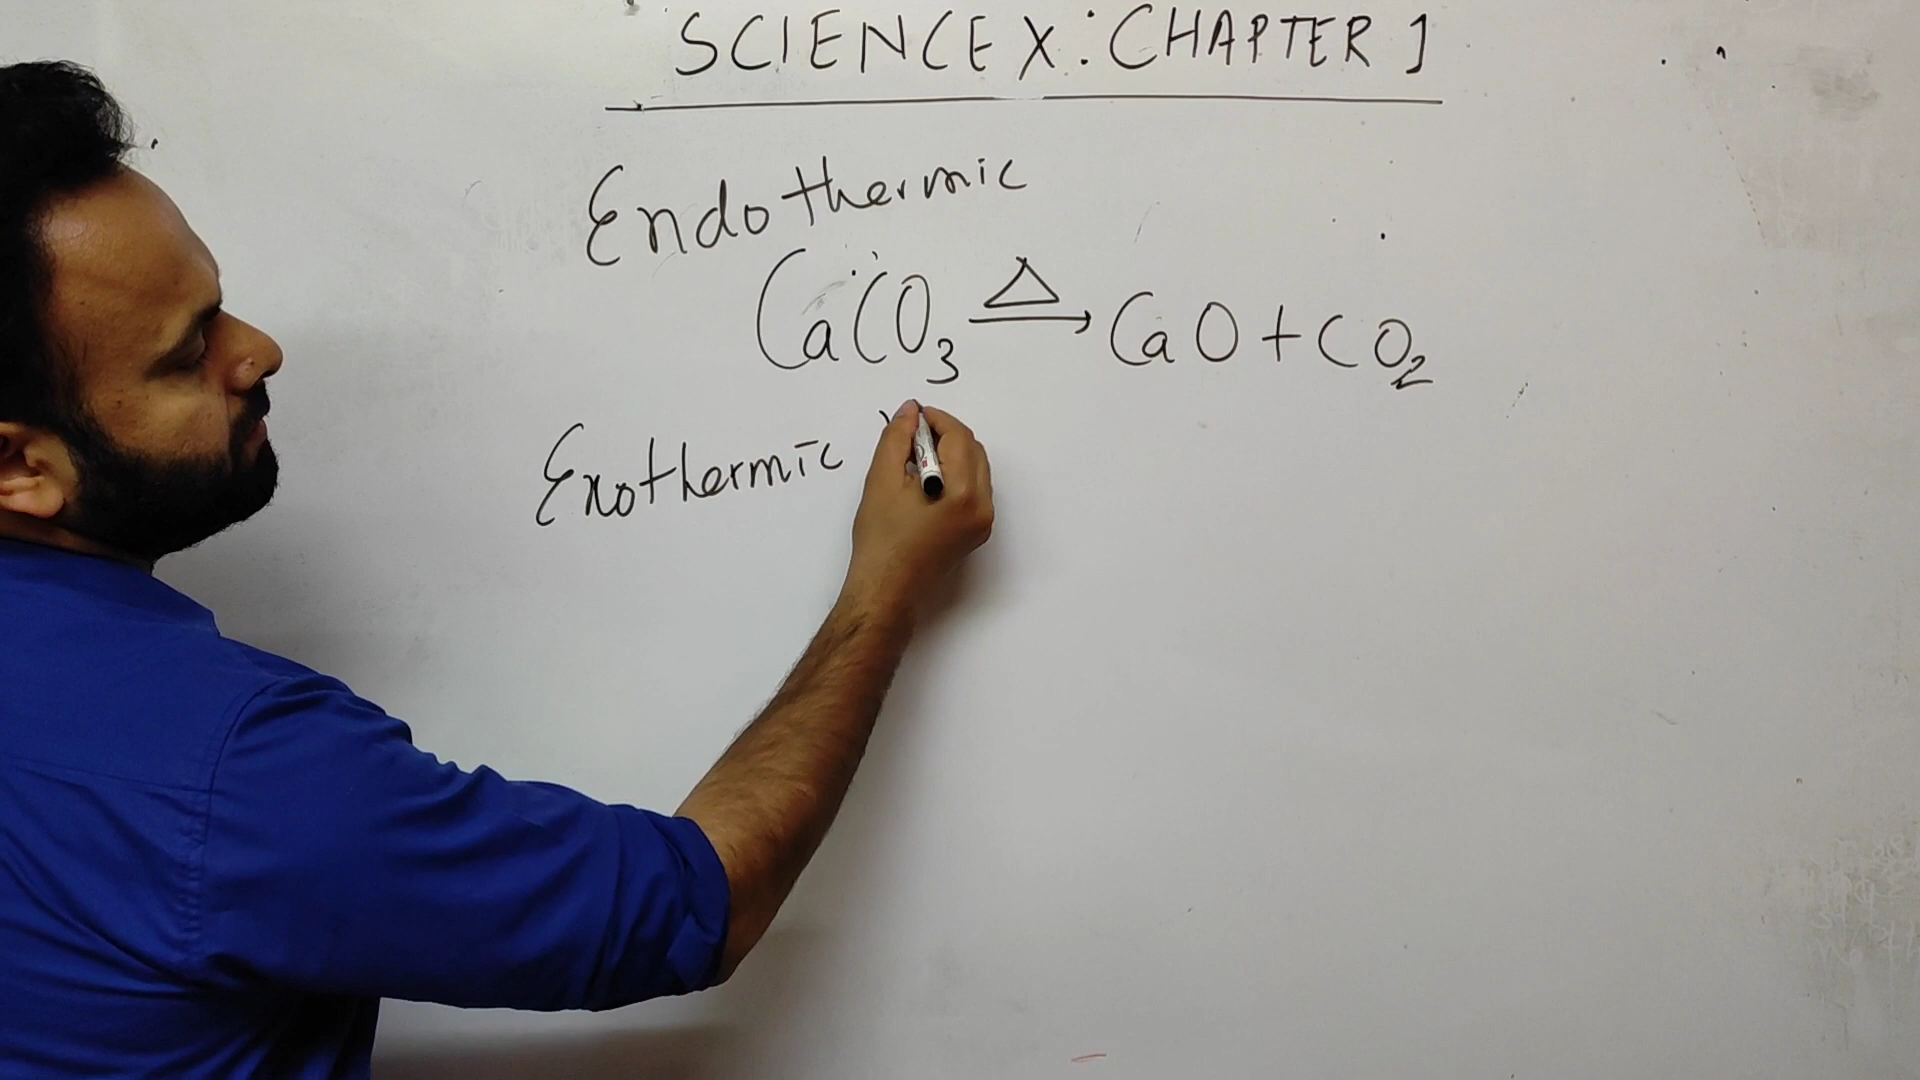 SCIENCE X: CHAPTER 1
Endothermic
CaCO3 △→ CaO + CO2
Exothermic